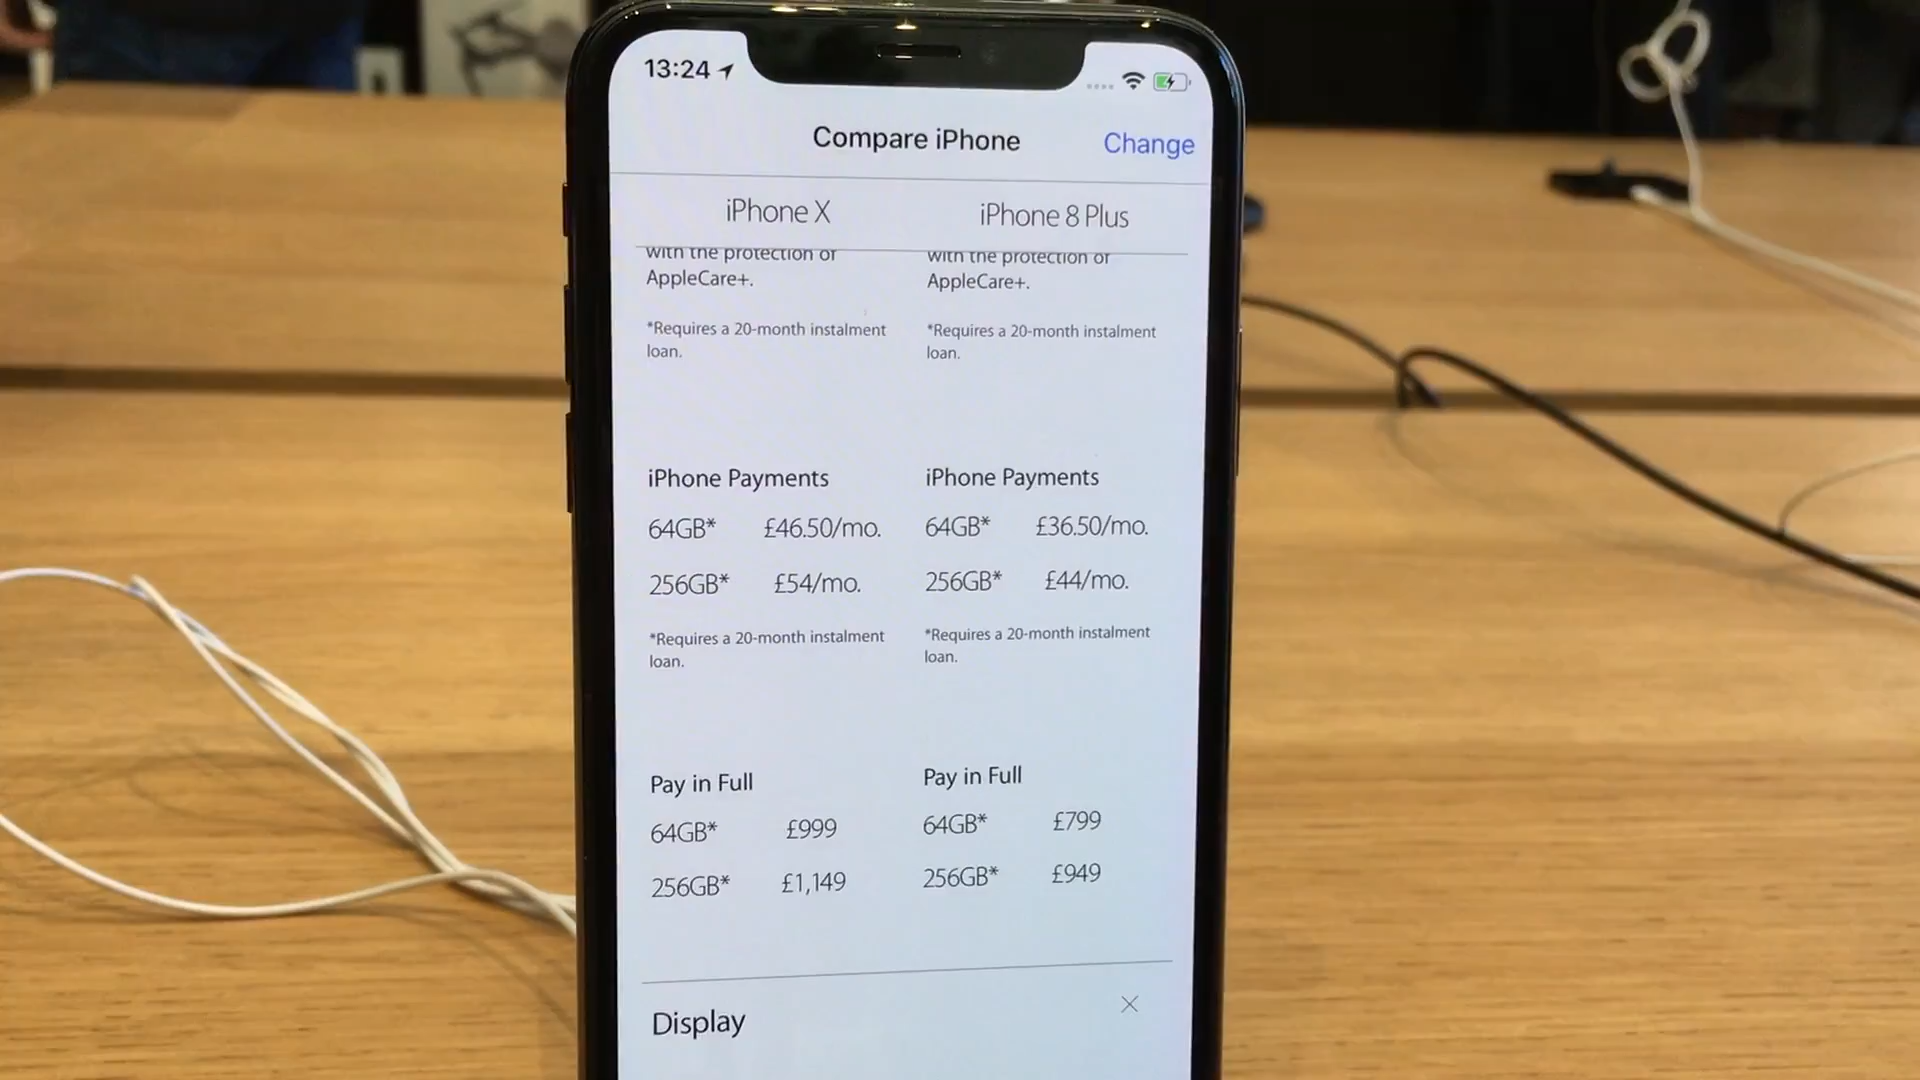 13:24
Compare iPhone
Change
iPhone X
iPhone 8 Plus
with the protection of
AppleCare+.
with the protection of
AppleCare+.
*Requires a 20-month instalment
loan.
*Requires a 20-month instalment
loan.
iPhone Payments
64GB* £46.50/mo.
256GB* £54/mo.
*Requires a 20-month instalment
loan.
iPhone Payments
64GB* £36.50/mo.
256GB* £44/mo.
*Requires a 20-month instalment
loan.
Pay in Full
64GB* £999
256GB* £1,149
Pay in Full
64GB* £799
256GB* £949
Display